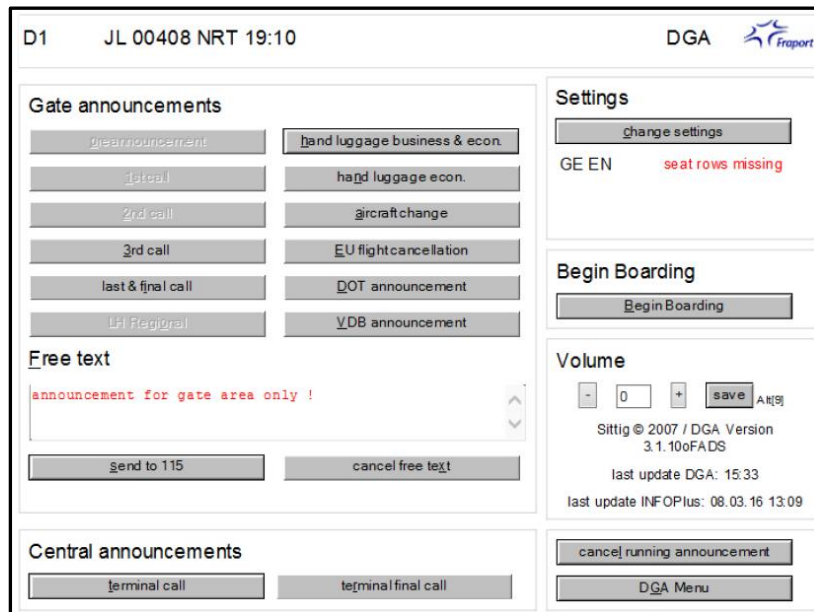 D1 JL 00408 NRT 19:10 DGA Fraport
Gate announcements
preannouncement hand luggage business & econ.
1st call hand luggage econ.
2nd call aircraft change
3rd call EU flight cancellation
last & final call DOT announcement
LH Regional VDB announcement
Free text
announcement for gate area only !
send to 115 cancel free text
Central announcements
terminal call terminal final call
Settings
change settings
GE EN seat rows missing
Begin Boarding
Begin Boarding
Volume
- 0 + save Alt[9]
Sittig © 2007 / DGA Version
3.1.10oFADS
last update DGA: 15:33
last update INFOPlus: 08.03.16 13:09
cancel running announcement
DGA Menu